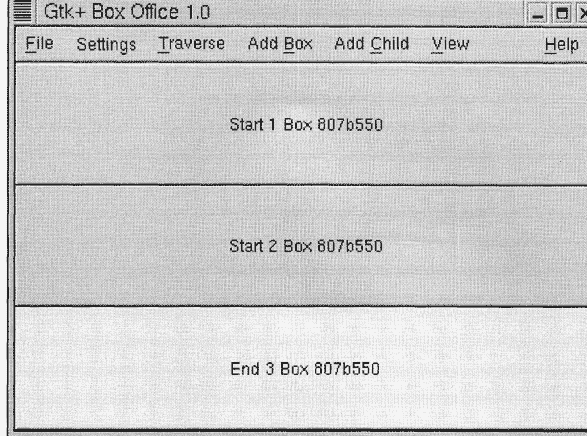 Gtk+ Box Office 1.0
File Settings Traverse Add Box Add Child View Help
Start 1 Box 807b550
Start 2 Box 807b550
End 3 Box 807b550